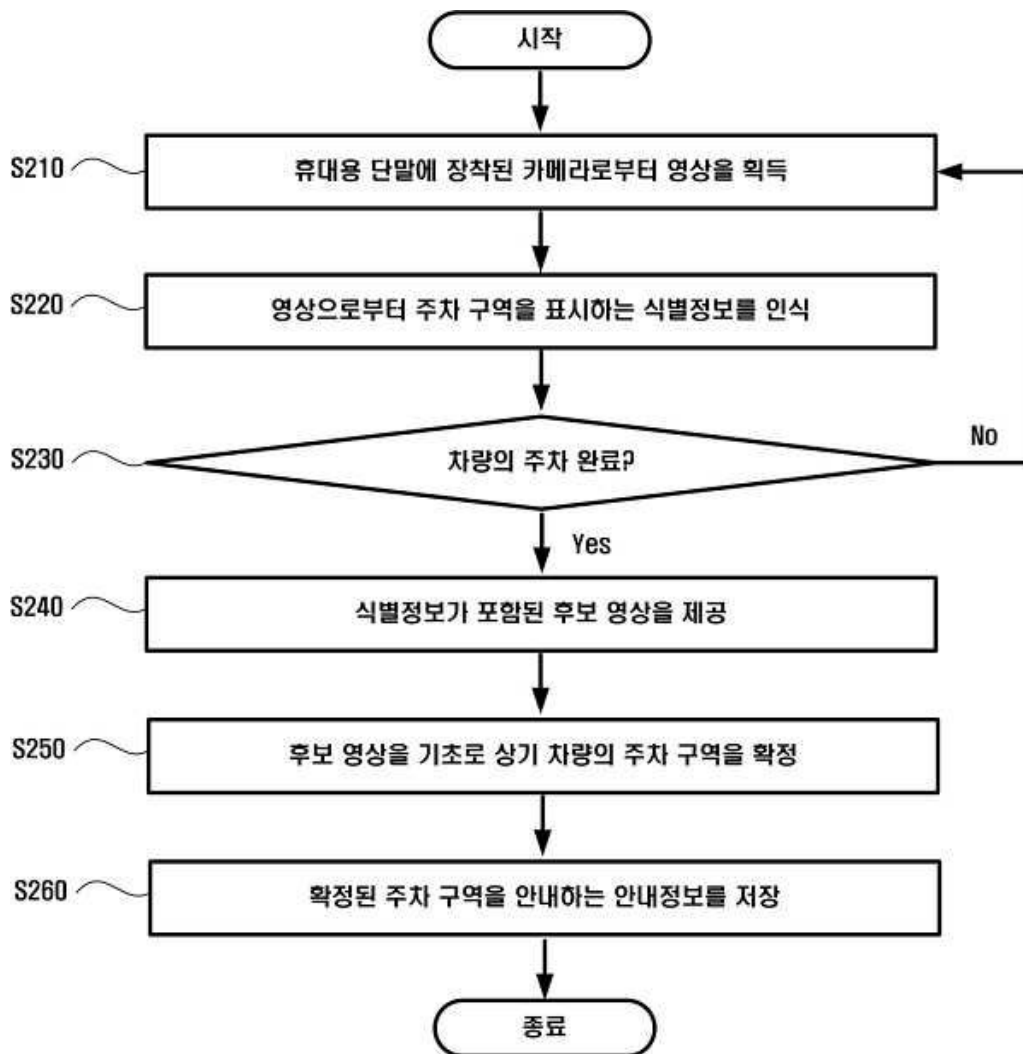 시작
S210
휴대용 단말에 장착된 카메라로부터 영상을 획득
S220
영상으로부터 주차 구역을 표시하는 식별정보를 인식
S230
차량의 주차 완료?
No
Yes
S240
식별정보가 포함된 후보 영상을 제공
S250
후보 영상을 기초로 상기 차량의 주차 구역을 확정
S260
확정된 주차 구역을 안내하는 안내정보를 저장
종료